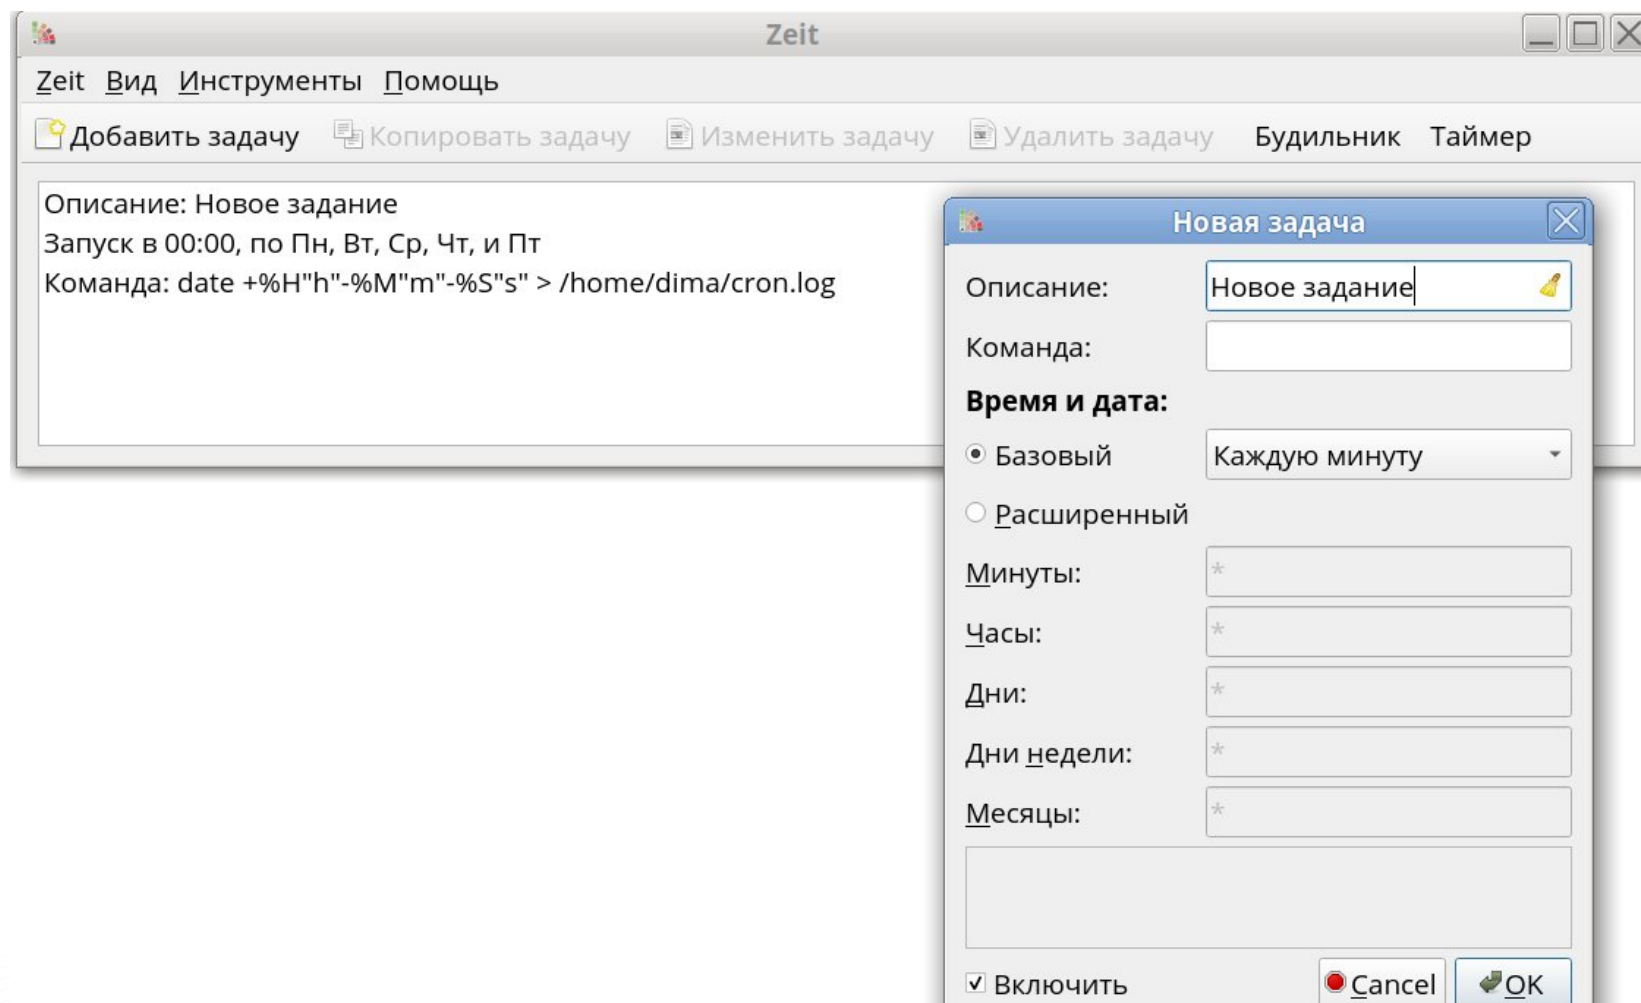 Zeit
Zeit Вид Инструменты Помощь
Добавить задачу Копировать задачу Изменить задачу Удалить задачу Будильник Таймер
Описание: Новое задание
Запуск в 00:00, по Пн, Вт, Ср, Чт, и Пт
Команда: date +%H"h"-%M"m"-%S"s" > /home/dima/cron.log
Новая задача
Описание: Новое задание
Команда:
Время и дата:
Базовый Каждую минуту
Расширенный
Минуты: *
Часы: *
Дни: *
Дни недели: *
Месяцы: *
Включить Cancel OK